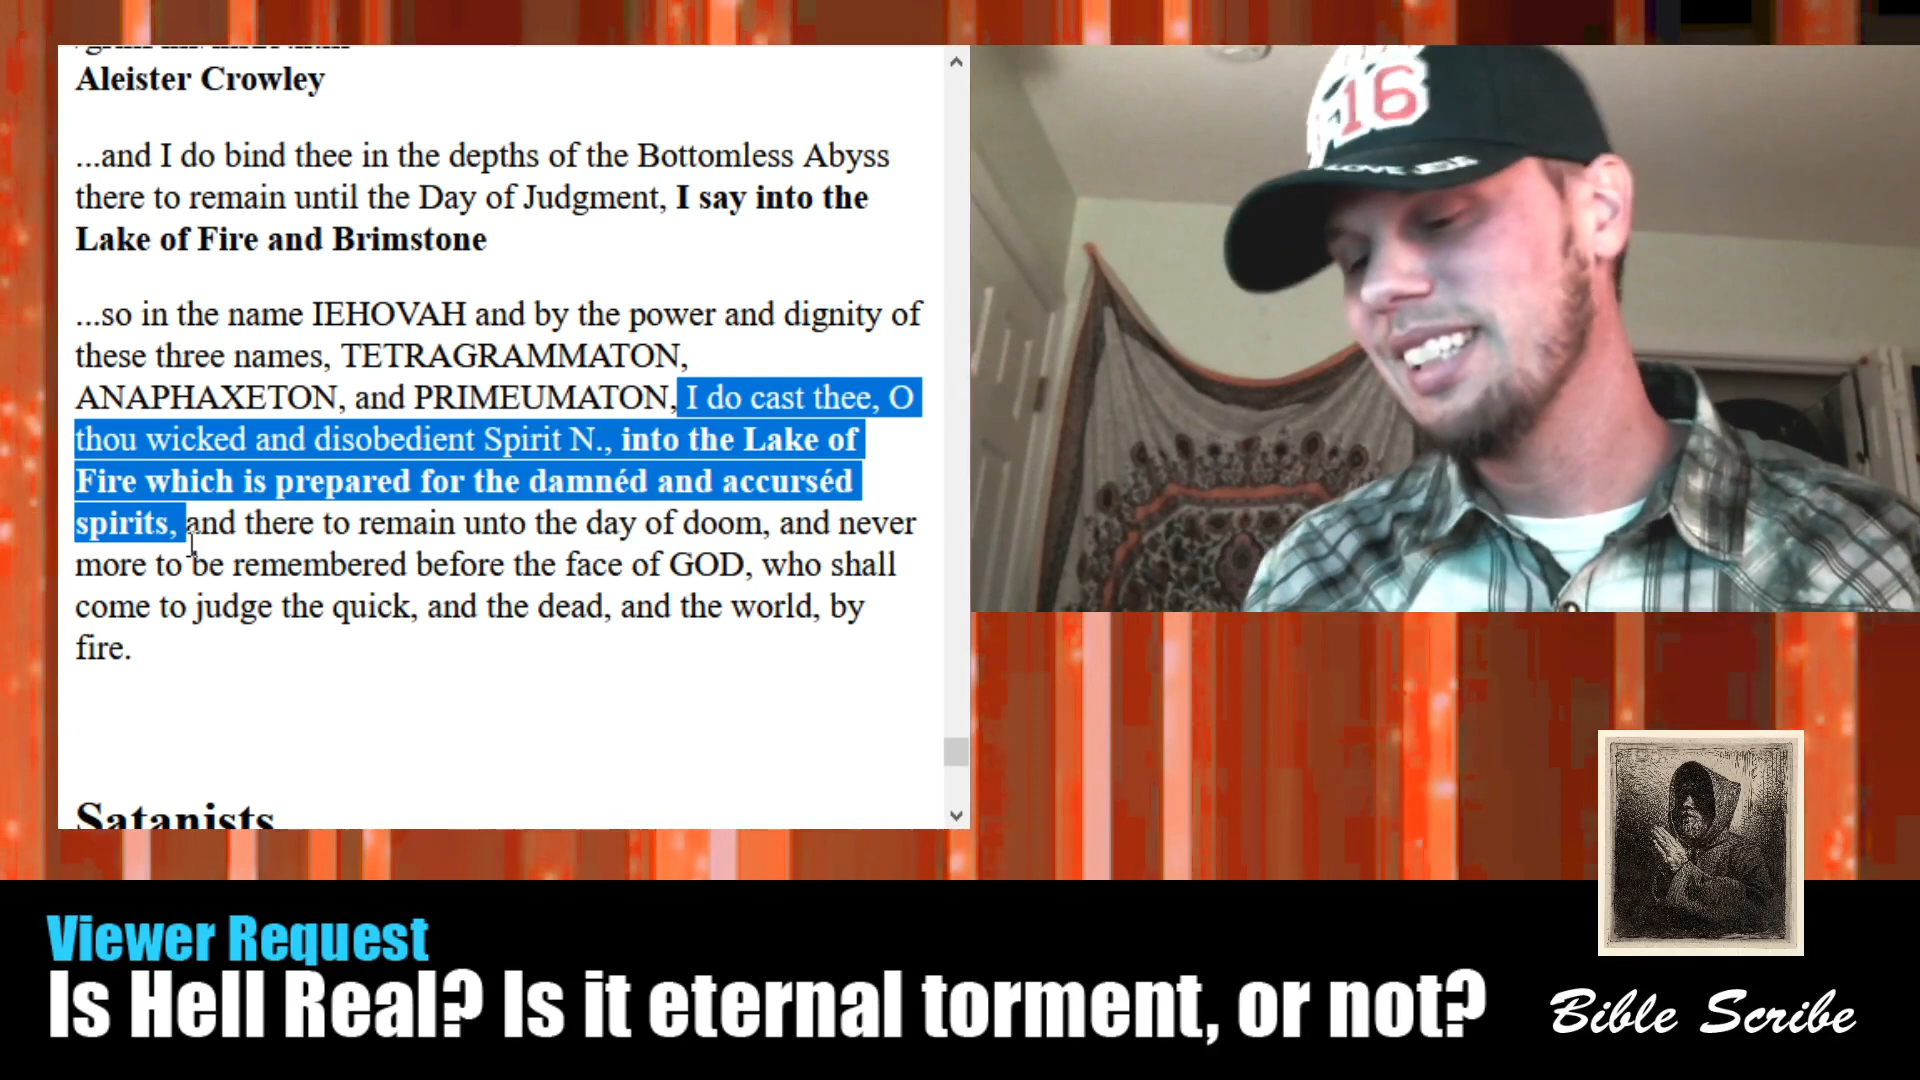 Aleister Crowley
...and I do bind thee in the depths of the Bottomless Abyss
there to remain until the Day of Judgment, I say into the
Lake of Fire and Brimstone
...so in the name IEHOVAH and by the power and dignity of
these three names, TETRAGRAMMATON,
ANAPHAXETON, and PRIMEUMATON, I do cast thee, O
thou wicked and disobedient Spirit N., into the Lake of
Fire which is prepared for the damnéd and accurséd
spirits, and there to remain unto the day of doom, and never
more to be remembered before the face of GOD, who shall
come to judge the quick, and the dead, and the world, by
fire.
Satanists
16
Viewer Request
Is Hell Real? Is it eternal torment, or not?
Bible Scribe